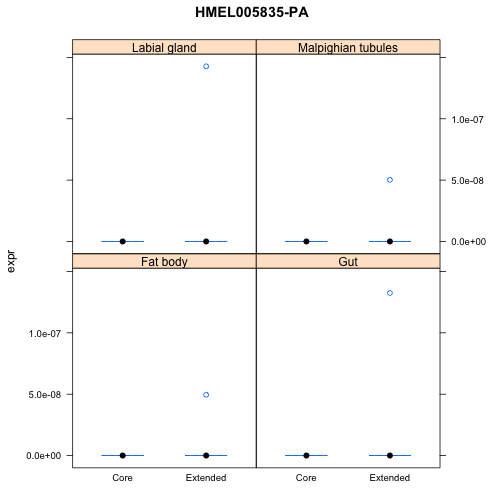 HMEL005835-PA
Labial gland
Malpighian tubules
1.0e-07
5.0e-08
0.0e+00
expr
Fat body
Gut
1.0e-07
5.0e-08
0.0e+00
Core
Extended
Core
Extended